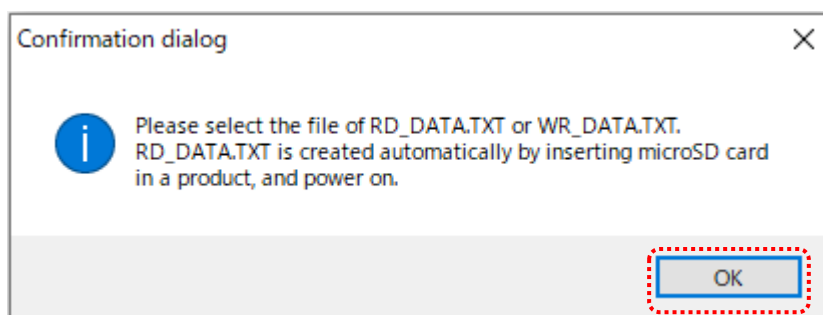 Confirmation dialog
Please select the file of RD_DATA.TXT or WR_DATA.TXT.
RD_DATA.TXT is created automatically by inserting microSD card
in a product, and power on.
OK